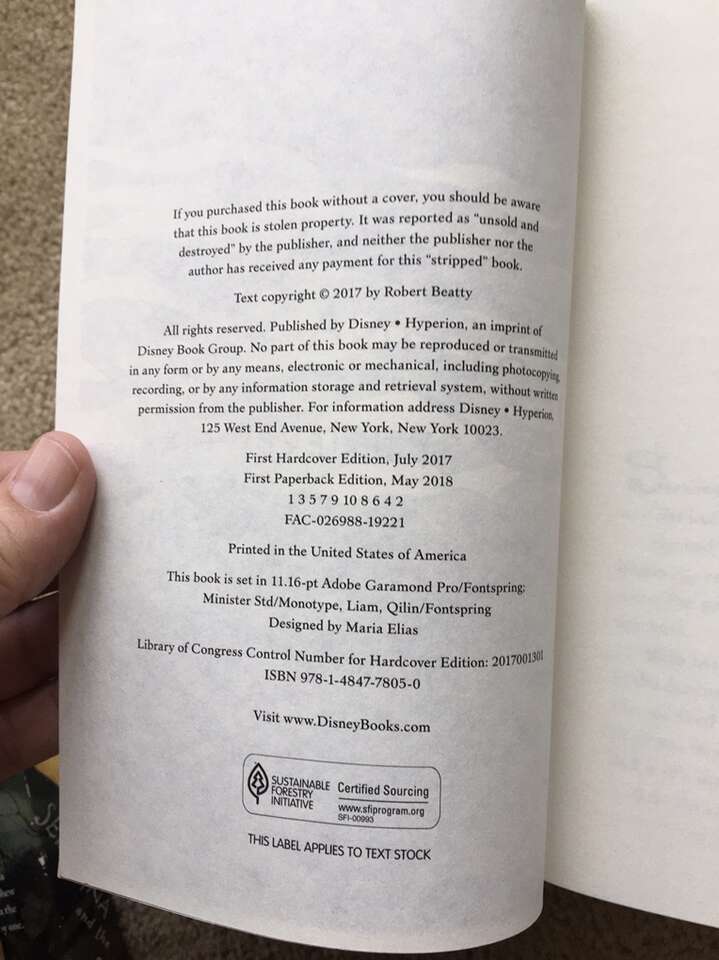 If you purchased this book without a cover, you should be aware
that this book is stolen property. It was reported as "unsold and
destroyed" by the publisher, and neither the publisher nor the
author has received any payment for this "stripped" book.
Text copyright © 2017 by Robert Beatty
All rights reserved. Published by Disney • Hyperion, an imprint of
Disney Book Group. No part of this book may be reproduced or transmitted
in any form or by any means, electronic or mechanical, including photocopying,
recording, or by any information storage and retrieval system, without written
permission from the publisher. For information address Disney • Hyperion,
125 West End Avenue, New York, New York 10023.
First Hardcover Edition, July 2017
First Paperback Edition, May 2018
1 3 5 7 9 10 8 6 4 2
FAC-026988-19221
Printed in the United States of America
This book is set in 11.16-pt Adobe Garamond Pro/Fontspring;
Minister Std/Monotype, Liam, Qilin/Fontspring
Designed by Maria Elias
Library of Congress Control Number for Hardcover Edition: 2017001301
ISBN 978-1-4847-7805-0
Visit www.DisneyBooks.com
SUSTAINABLE
FORESTRY
INITIATIVE
Certified Sourcing
www.sfiprogram.org
SFI-00993
THIS LABEL APPLIES TO TEXT STOCK
and the